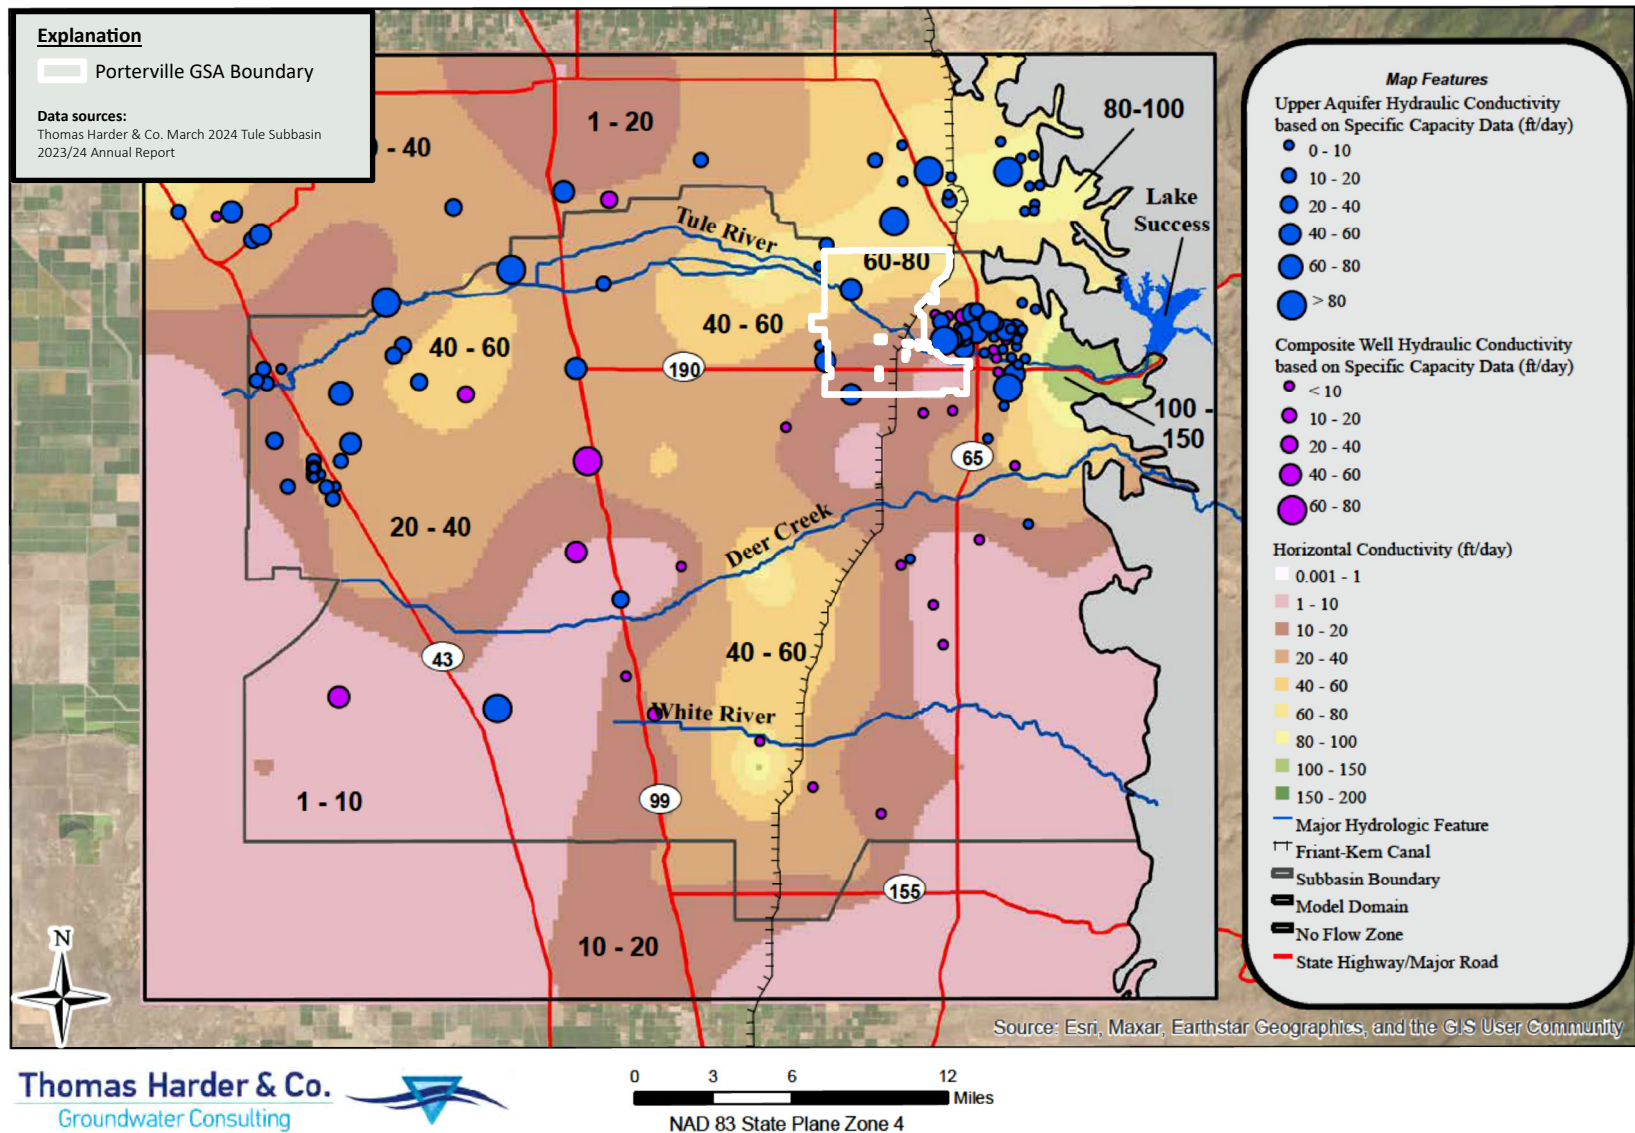 Explanation
Porterville GSA Boundary
Data sources:
Thomas Harder & Co. March 2024 Tule Subbasin
2023/24 Annual Report
- 40
1 - 20
80-100
Lake
Success
Tule River
60-80
40 - 60
40 - 60
190
100 -
150
65
20 - 40
Deer Creek
43
40 - 60
White River
1 - 10
99
155
10 - 20
N
Map Features
Upper Aquifer Hydraulic Conductivity
based on Specific Capacity Data (ft/day)
0 - 10
10 - 20
20 - 40
40 - 60
60 - 80
> 80
Composite Well Hydraulic Conductivity
based on Specific Capacity Data (ft/day)
< 10
10 - 20
20 - 40
40 - 60
60 - 80
Horizontal Conductivity (ft/day)
0.001 - 1
1 - 10
10 - 20
20 - 40
40 - 60
60 - 80
80 - 100
100 - 150
150 - 200
Major Hydrologic Feature
Friant-Kern Canal
Subbasin Boundary
Model Domain
No Flow Zone
State Highway/Major Road
Source: Esri, Maxar, Earthstar Geographics, and the GIS User Community
Thomas Harder & Co.
Groundwater Consulting
0 3 6 12
Miles
NAD 83 State Plane Zone 4